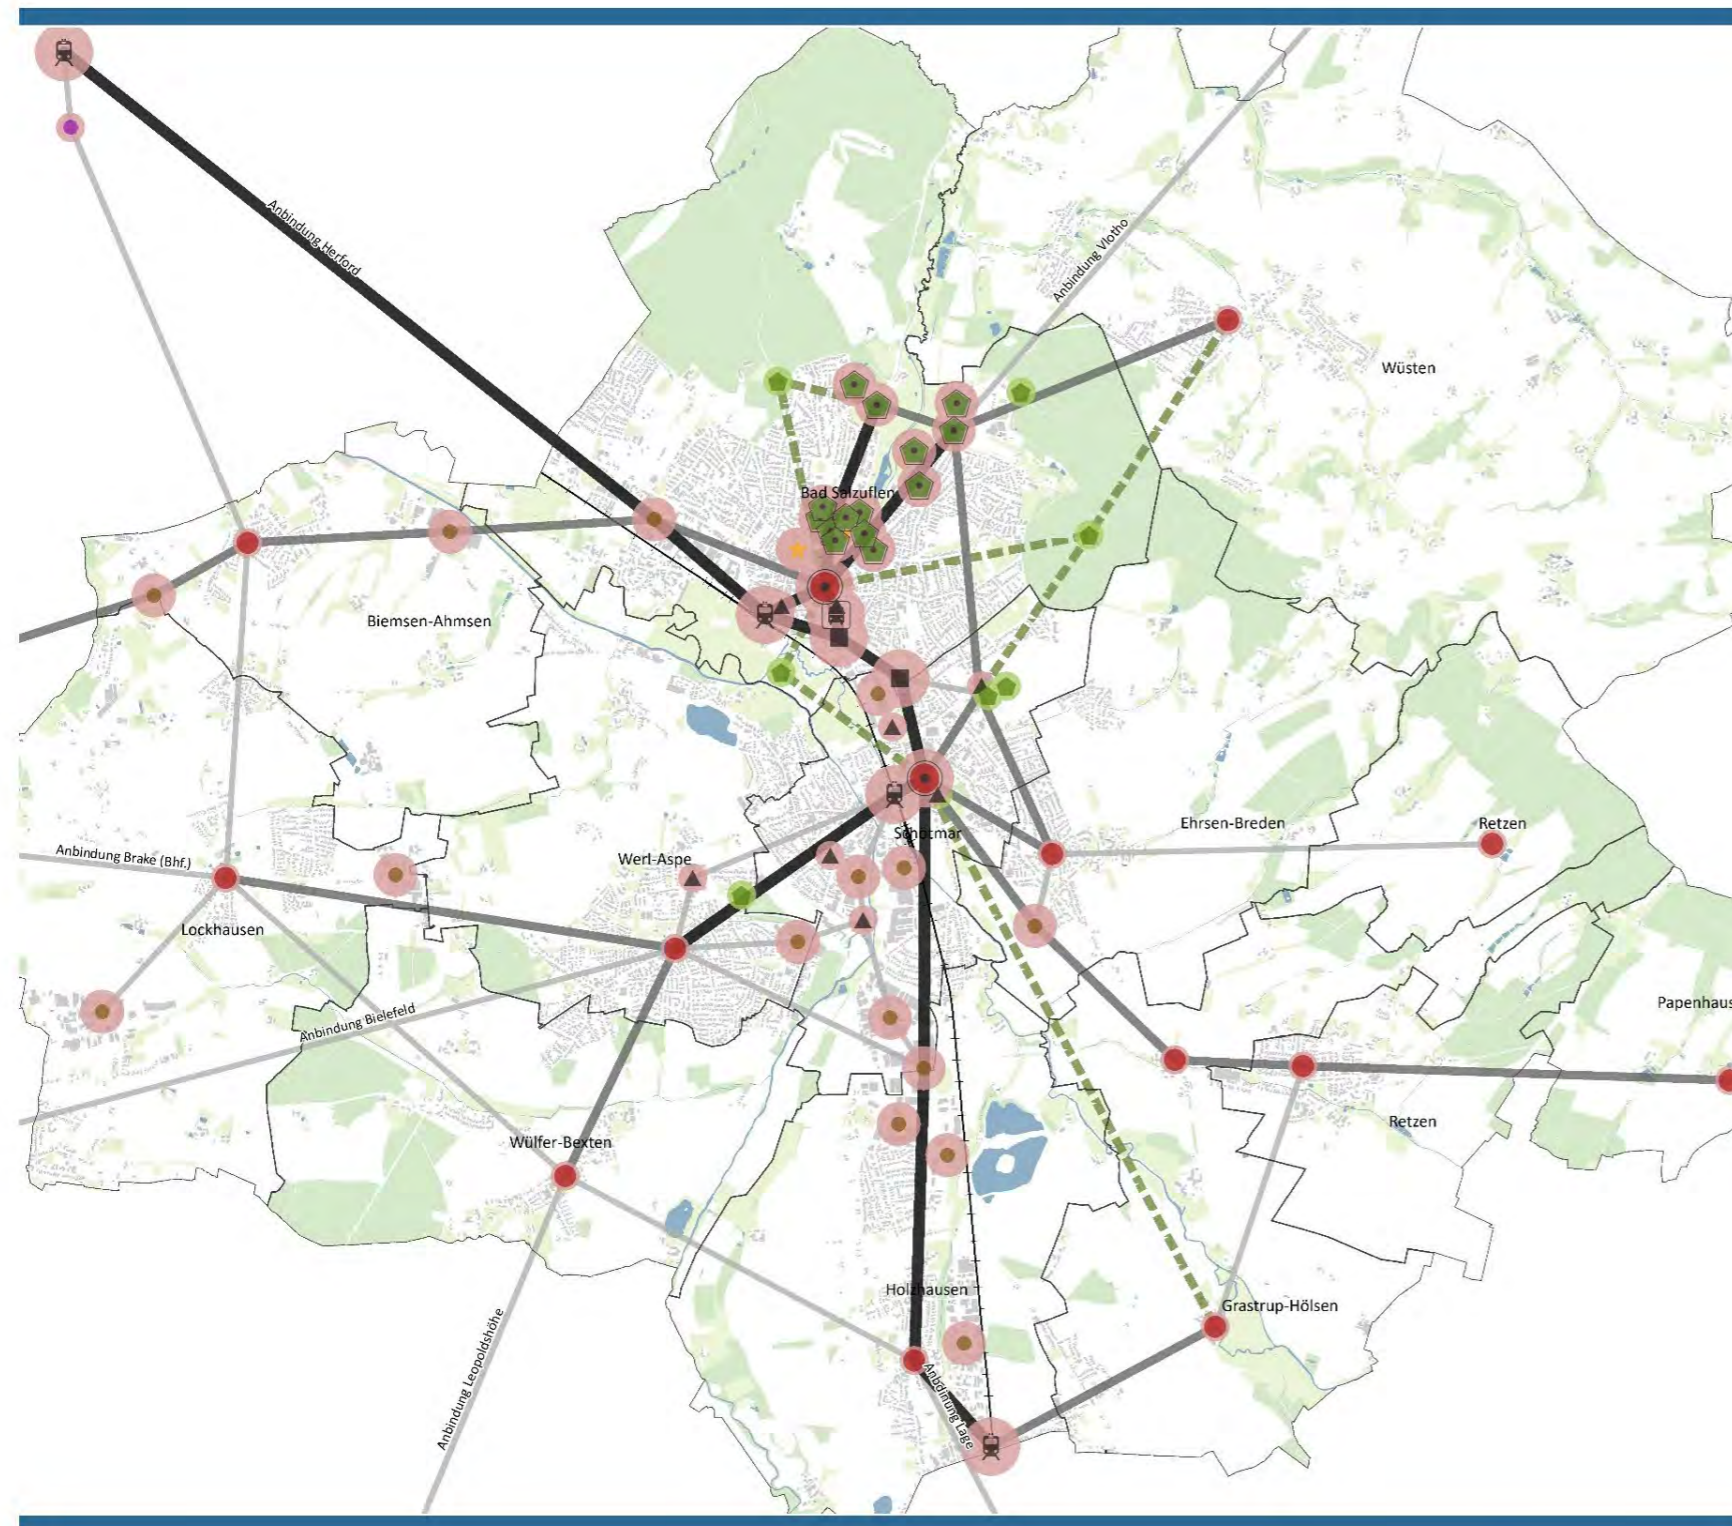 Anbindung Herford
Anbindung Vlotho
Wüsten
Bad Salzuflen
Biemsen-Ahmsen
Schötmar
Ehrsen-Breden
Retzen
Anbindung Brake (Bhf.)
Werl-Aspe
Lockhausen
Papenhaus
Anbindung Bielefeld
Retzen
Wülfer-Bexten
Holzhausen
Grastrup-Hölsen
Anbindung Leopoldshöhe
Anbdinung Lage